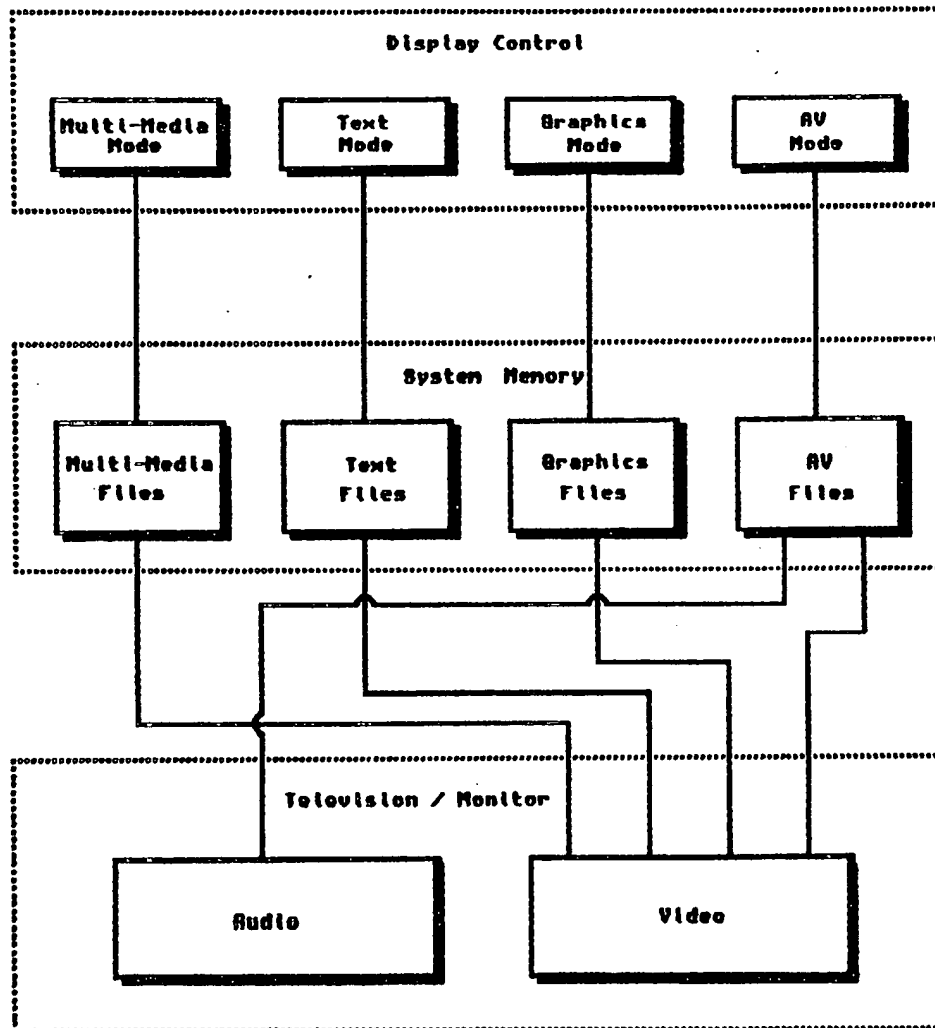 Display Control
Multi-Media
Mode
Text
Mode
Graphics
Mode
AV
Mode
System Memory
Multi-Media
Files
Text
Files
Graphics
Files
AV
Files
Television / Monitor
Audio
Video